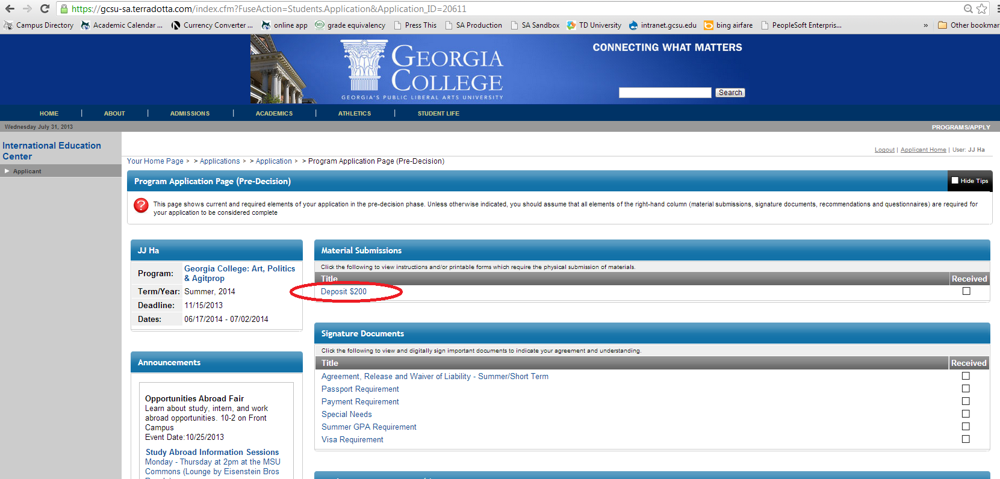 https://gcsu-sa.terradotta.com/index.cfm?FuseAction=Students.Application&Application_ID=20611
Campus Directory Academic Calendar ... Currency Converter ... online app grade equivalency Press This SA Production SA Sandbox TD University intranet.gcsu.edu bing airfare PeopleSoft Enterpris... » Other bookmar
CONNECTING WHAT MATTERS
GEORGIA
COLLEGE
GEORGIA'S PUBLIC LIBERAL ARTS UNIVERSITY
Search
HOME | ABOUT | ADMISSIONS | ACADEMICS | ATHLETICS | STUDENT LIFE
Wednesday July 31, 2013
PROGRAMS/APPLY
International Education
Center
Applicant
Logout | Applicant Home | User: JJ Ha
Your Home Page > > Applications > > Application > > Program Application Page (Pre-Decision)
Program Application Page (Pre-Decision)
Hide Tips
? This page shows current and required elements of your application in the pre-decision phase. Unless otherwise indicated, you should assume that all elements of the right-hand column (material submissions, signature documents, recommendations and questionnaires) are required for
your application to be considered complete
JJ Ha
Program: Georgia College: Art, Politics
& Agitprop
Term/Year: Summer, 2014
Deadline: 11/15/2013
Dates: 06/17/2014 - 07/02/2014
Announcements
Opportunities Abroad Fair
Learn about study, intern, and work
abroad opportunities. 10-2 on Front
Campus
Event Date:10/25/2013
Study Abroad Information Sessions
Monday - Thursday at 2pm at the MSU
Commons (Lounge by Eisenstein Bros
Material Submissions
Click the following to view instructions and/or printable forms which require the physical submission of materials.
Title Received
Deposit $200
Signature Documents
Click the following to view and digitally sign important documents to indicate your agreement and understanding.
Title Received
Agreement, Release and Waiver of Liability - Summer/Short Term
Passport Requirement
Payment Requirement
Special Needs
Summer GPA Requirement
Visa Requirement